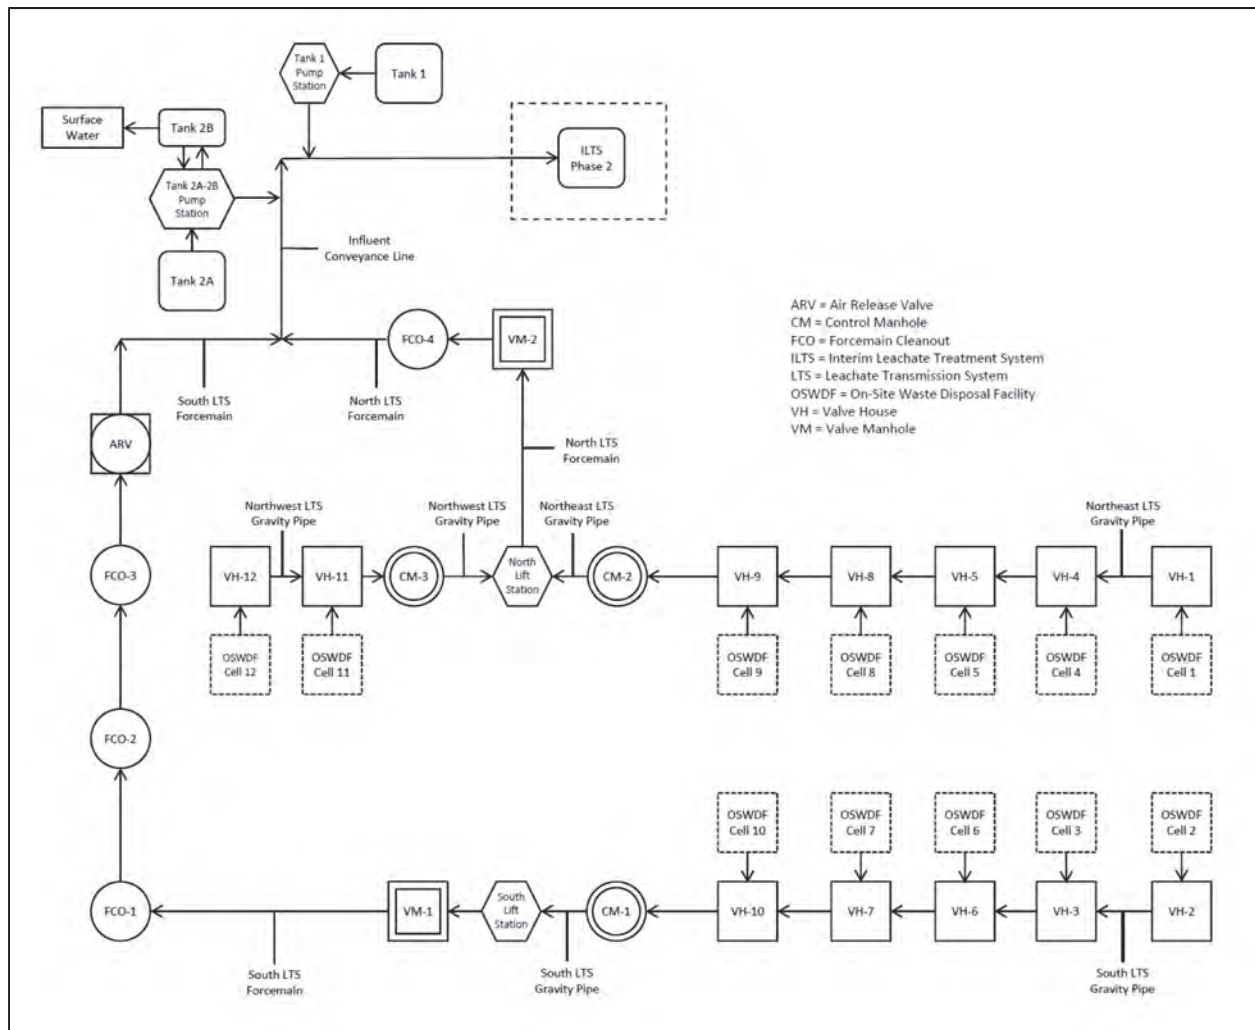 Tank 1
Pump
Station
Tank 1
Surface
Water
Tank 2B
ILTS
Phase 2
Tank 2A-2B
Pump
Station
Influent
Conveyance Line
Tank 2A
ARV = Air Release Valve
CM = Control Manhole
FCO = Forcemain Cleanout
ILTS = Interim Leachate Treatment System
LTS = Leachate Transmission System
OSWDF = On-Site Waste Disposal Facility
VH = Valve House
VM = Valve Manhole
FCO-4
VM-2
South LTS
Forcemain
North LTS
Forcemain
ARV
North LTS
Forcemain
Northwest LTS
Gravity Pipe
Northwest LTS
Gravity Pipe
Northeast LTS
Gravity Pipe
Northeast LTS
Gravity Pipe
FCO-3
VH-12
VH-11
CM-3
North
Lift
Station
CM-2
VH-9
VH-8
VH-5
VH-4
VH-1
OSWDF
Cell 12
OSWDF
Cell 11
OSWDF
Cell 9
OSWDF
Cell 8
OSWDF
Cell 5
OSWDF
Cell 4
OSWDF
Cell 1
FCO-2
OSWDF
Cell 10
OSWDF
Cell 7
OSWDF
Cell 6
OSWDF
Cell 3
OSWDF
Cell 2
FCO-1
VM-1
South
Lift
Station
CM-1
VH-10
VH-7
VH-6
VH-3
VH-2
South LTS
Forcemain
South LTS
Gravity Pipe
South LTS
Gravity Pipe